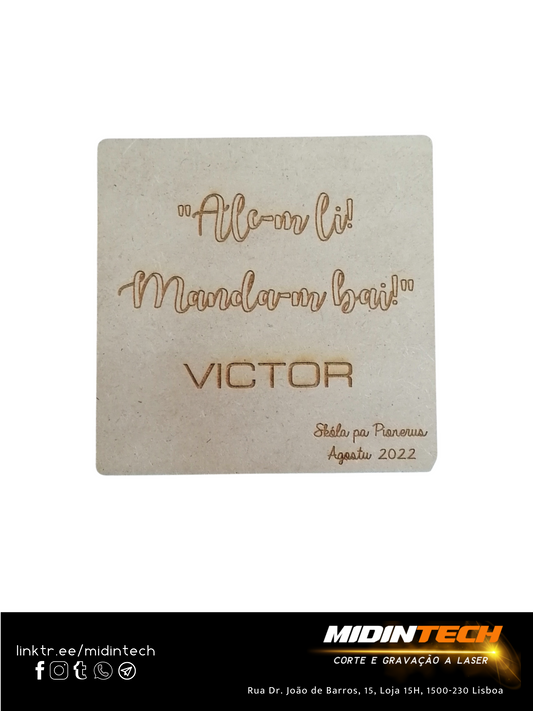 "Ale-m li!
Manda-m bai!"
VICTOR
Skóla pa Pionerus
Agostu 2022
MIDINTECH
CORTE E GRAVAÇÃO A LASER
linktr.ee/midintech
Rua Dr. João de Barros, 15, Loja 15H, 1500-230 Lisboa